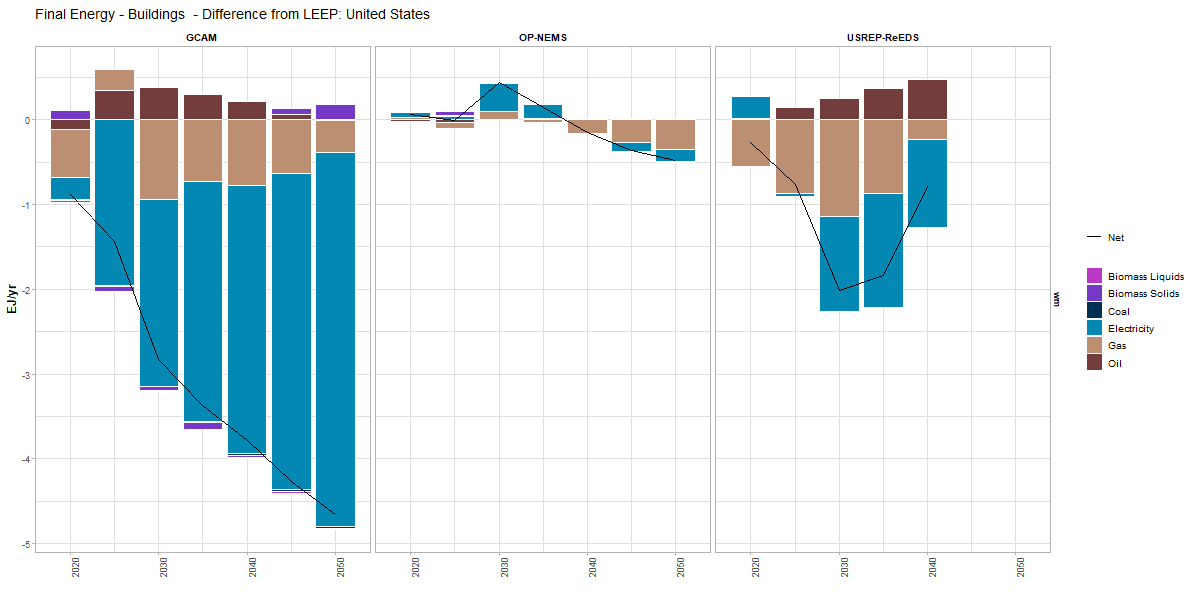 Final Energy - Buildings  - Difference from LEEP: United States
GCAM
OP-NEMS
USREP-ReEDS
EJ/yr
0
-1
-2
-3
-4
-5
2020
2030
2040
2050
2020
2030
2040
2050
2020
2030
2040
2050
wm
Net
Biomass Liquids
Biomass Solids
Coal
Electricity
Gas
Oil